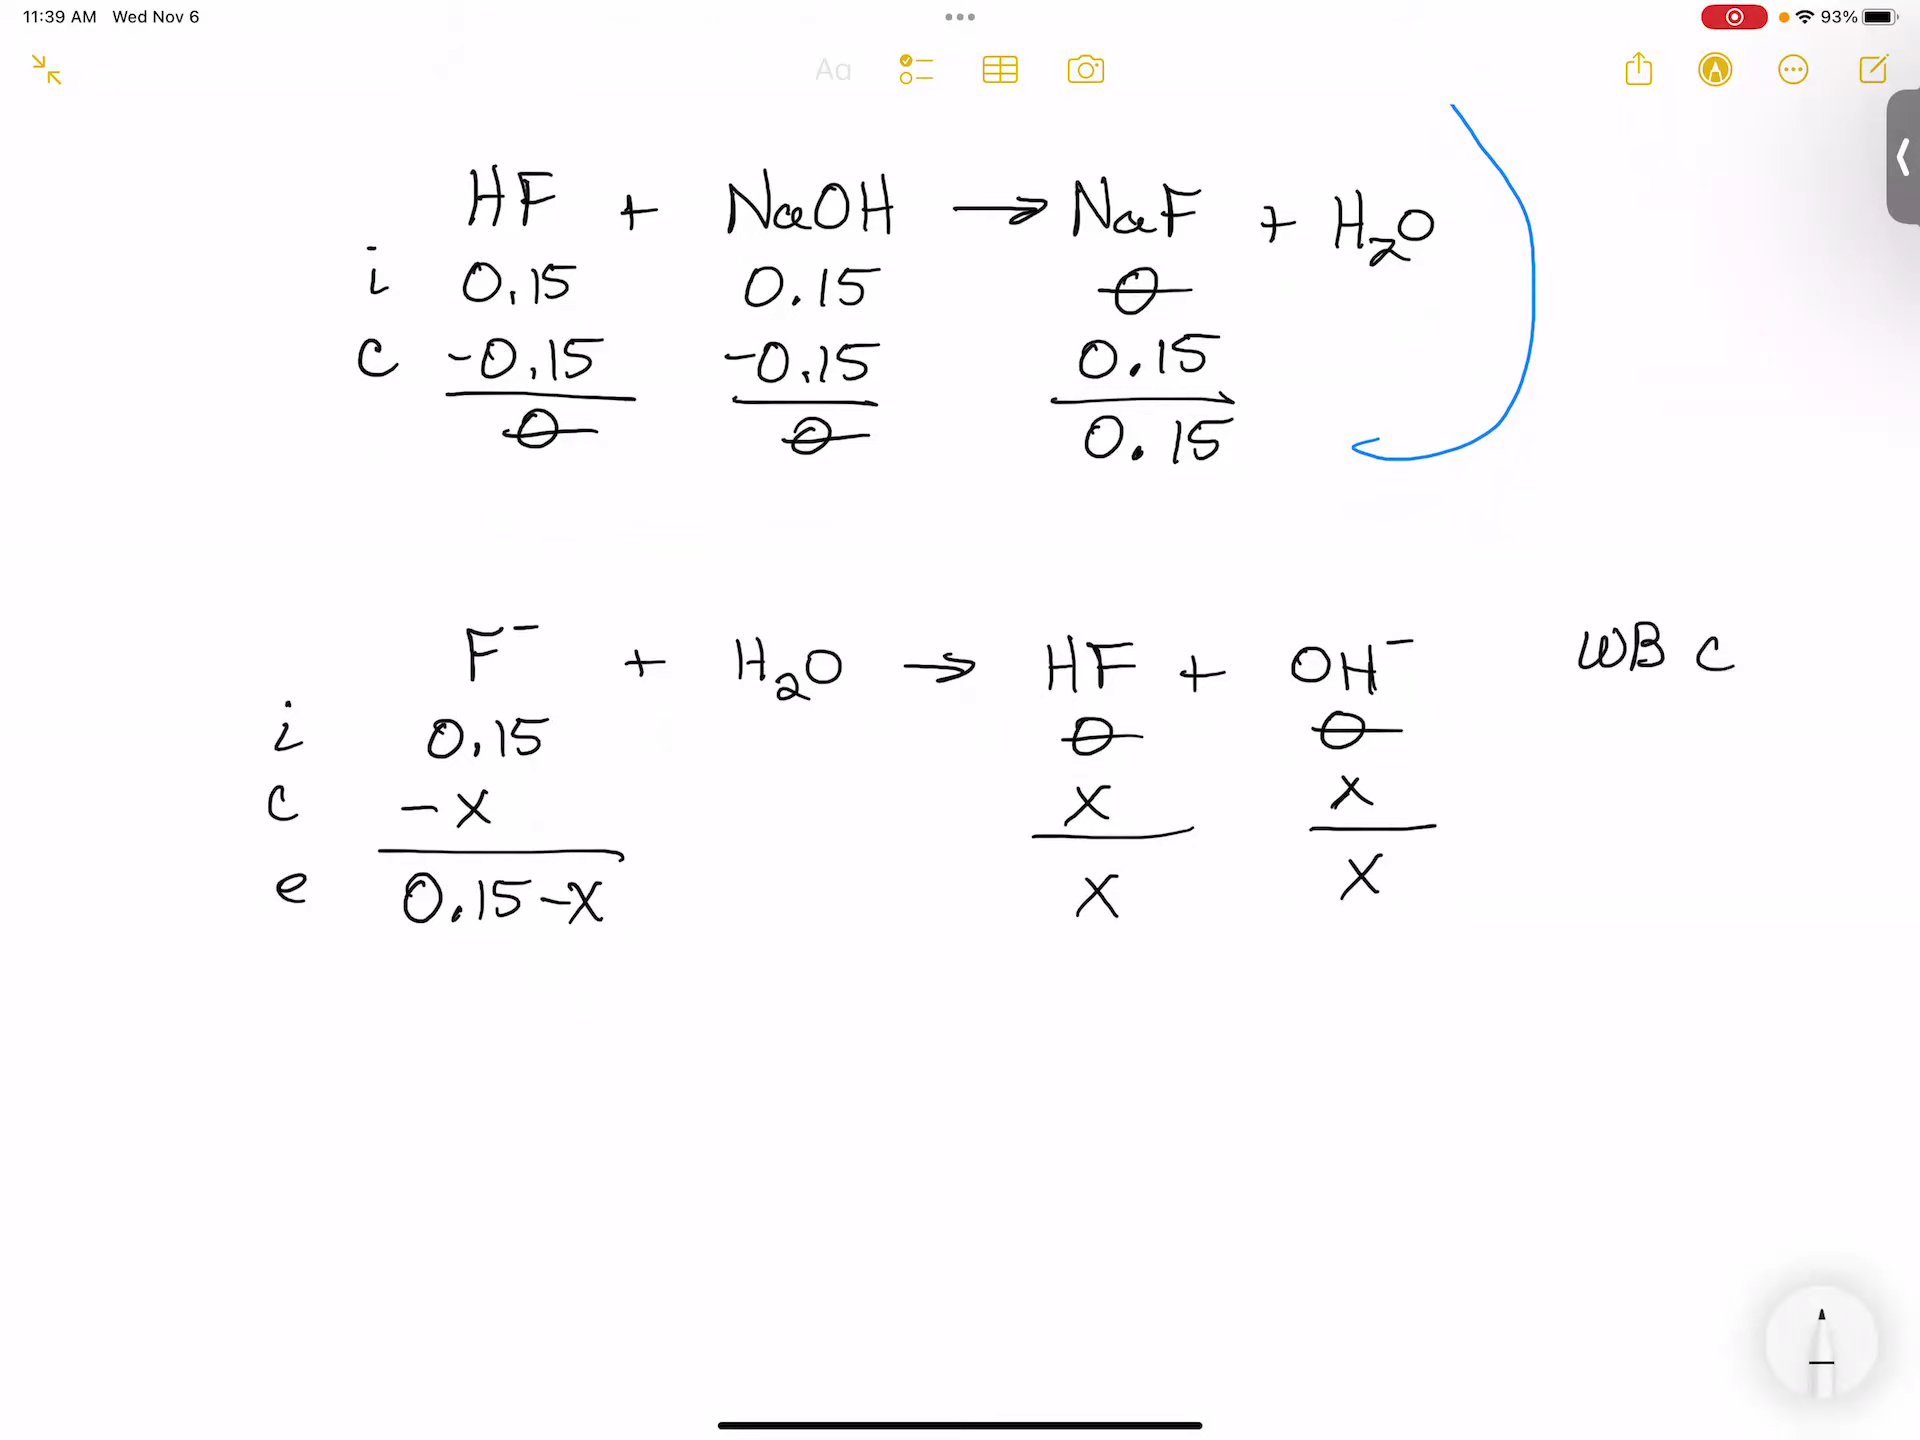 11:39 AM Wed Nov 6 93%
Aa
HF + NaOH → NaF + H₂O
i 0.15 0.15 0
c -0.15 -0.15 0.15
0 0 0.15
F⁻ + H₂O → HF + OH⁻ WB C
i 0.15 0 0
c -x x x
e 0.15-x x x